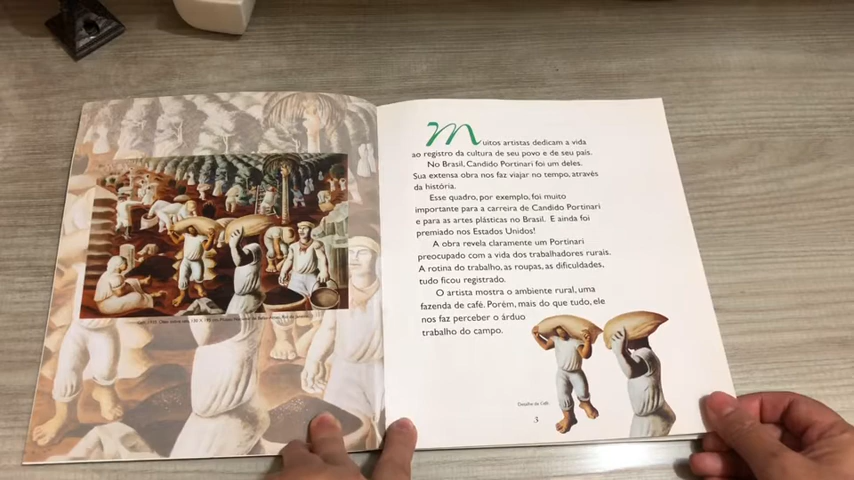 Muitos artistas dedicam a vida
ao registro da cultura de seu povo e de seu país.
No Brasil, Candido Portinari foi um deles.
Sua extensa obra nos faz viajar no tempo, através
da história.
Esse quadro, por exemplo, foi muito
importante para a carreira de Candido Portinari
e para as artes plásticas no Brasil. E ainda foi
premiado nos Estados Unidos!
A obra revela claramente um Portinari
preocupado com a vida dos trabalhadores rurais.
A rotina do trabalho, as roupas, as dificuldades,
tudo ficou registrado.
O artista mostra o ambiente rural, uma
fazenda de café. Porém, mais do que tudo, ele
nos faz perceber o árduo
trabalho do campo.
Detalhe de Café.
3